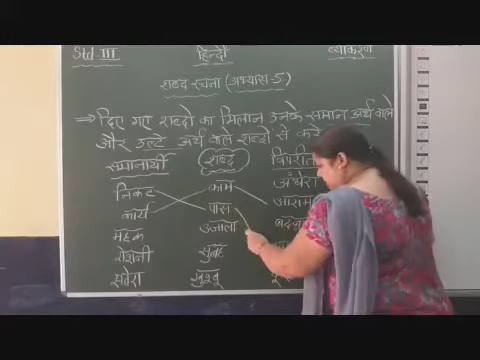 Std III हिन्दी व्याकरण
शब्द रचना (अभ्यास-5)
⇒ दिए गए शब्दों का मिलान उनके समान अर्थ वाले
और उल्टे अर्थ वाले शब्दों से करें
समानार्थी शब्द विपरीत
निकट काम अंधेरा
कार्य पास आराम
महक उजाला
रोशनी सुबह
सवेरा खुशबू